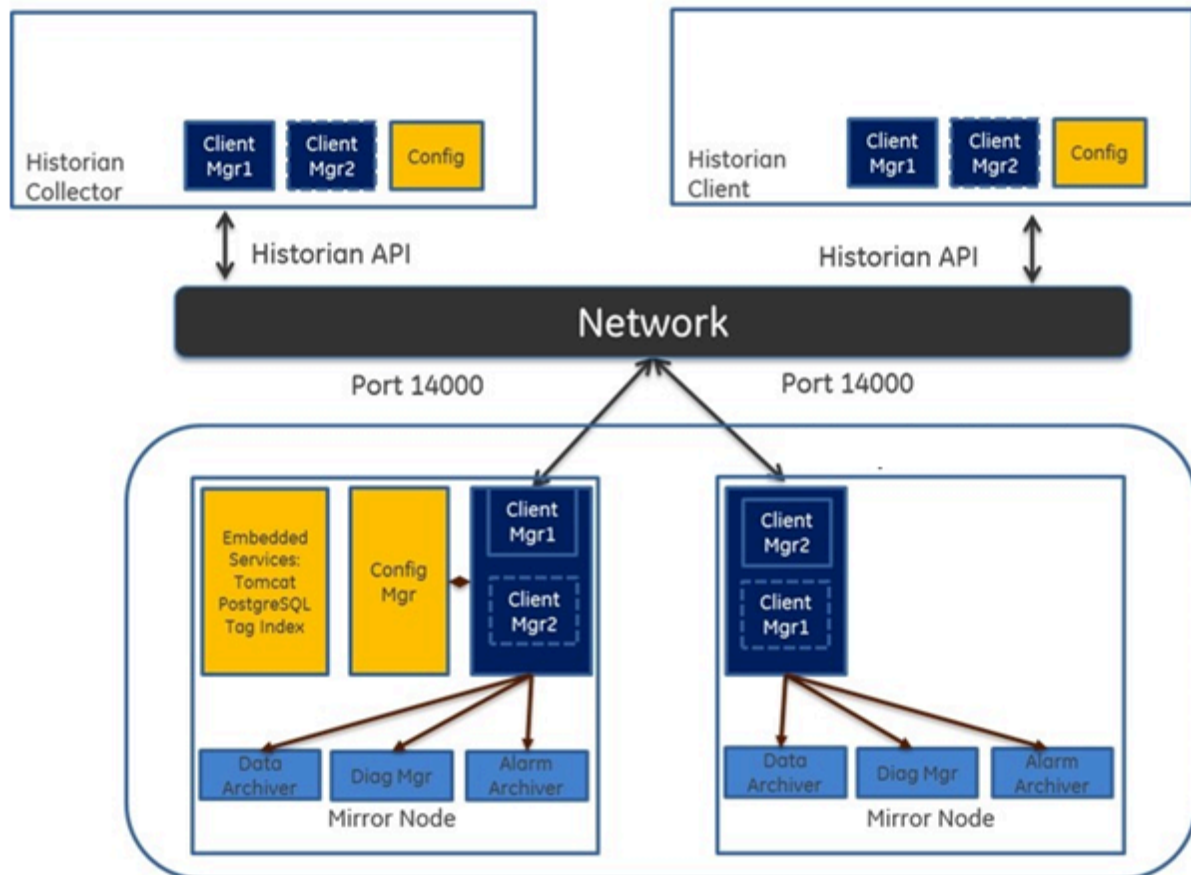 Historian
Collector
Client
Mgr1
Client
Mgr2
Config
Historian
Client
Client
Mgr1
Client
Mgr2
Config
Historian API
Historian API
Network
Port 14000
Port 14000
Embedded
Services:
Tomcat
PostgreSQL
Tag Index
Config
Mgr
Client
Mgr1
Client
Mgr2
Data
Archiver
Diag Mgr
Alarm
Archiver
Mirror Node
Client
Mgr2
Client
Mgr1
Data
Archiver
Diag Mgr
Alarm
Archiver
Mirror Node